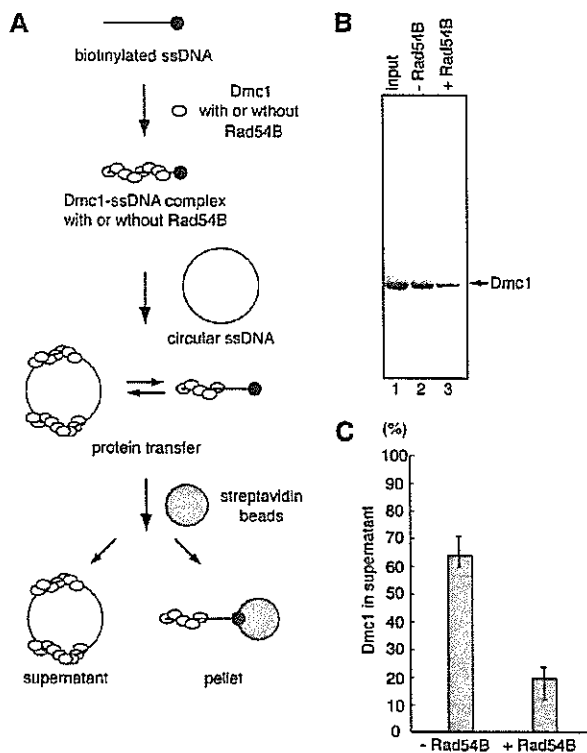 A
biotinylated ssDNA
Dmc1
with or wthout
Rad54B
Dmc1-ssDNA complex
with or without Rad54B
circular ssDNA
protein transfer
streptavidin
beads
supernatant
pellet
B
input
- Rad54B
+ Rad54B
Dmc1
1 2 3
C
(%)
Dmc1 in supernatant
100
90
80
70
60
50
40
30
20
10
0
- Rad54B + Rad54B